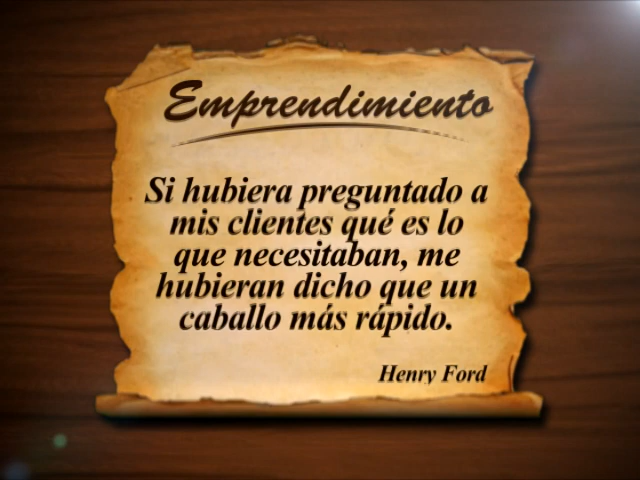 Emprendimiento
Si hubiera preguntado a
mis clientes qué es lo
que necesitaban, me
hubieran dicho que un
caballo más rápido.
Henry Ford